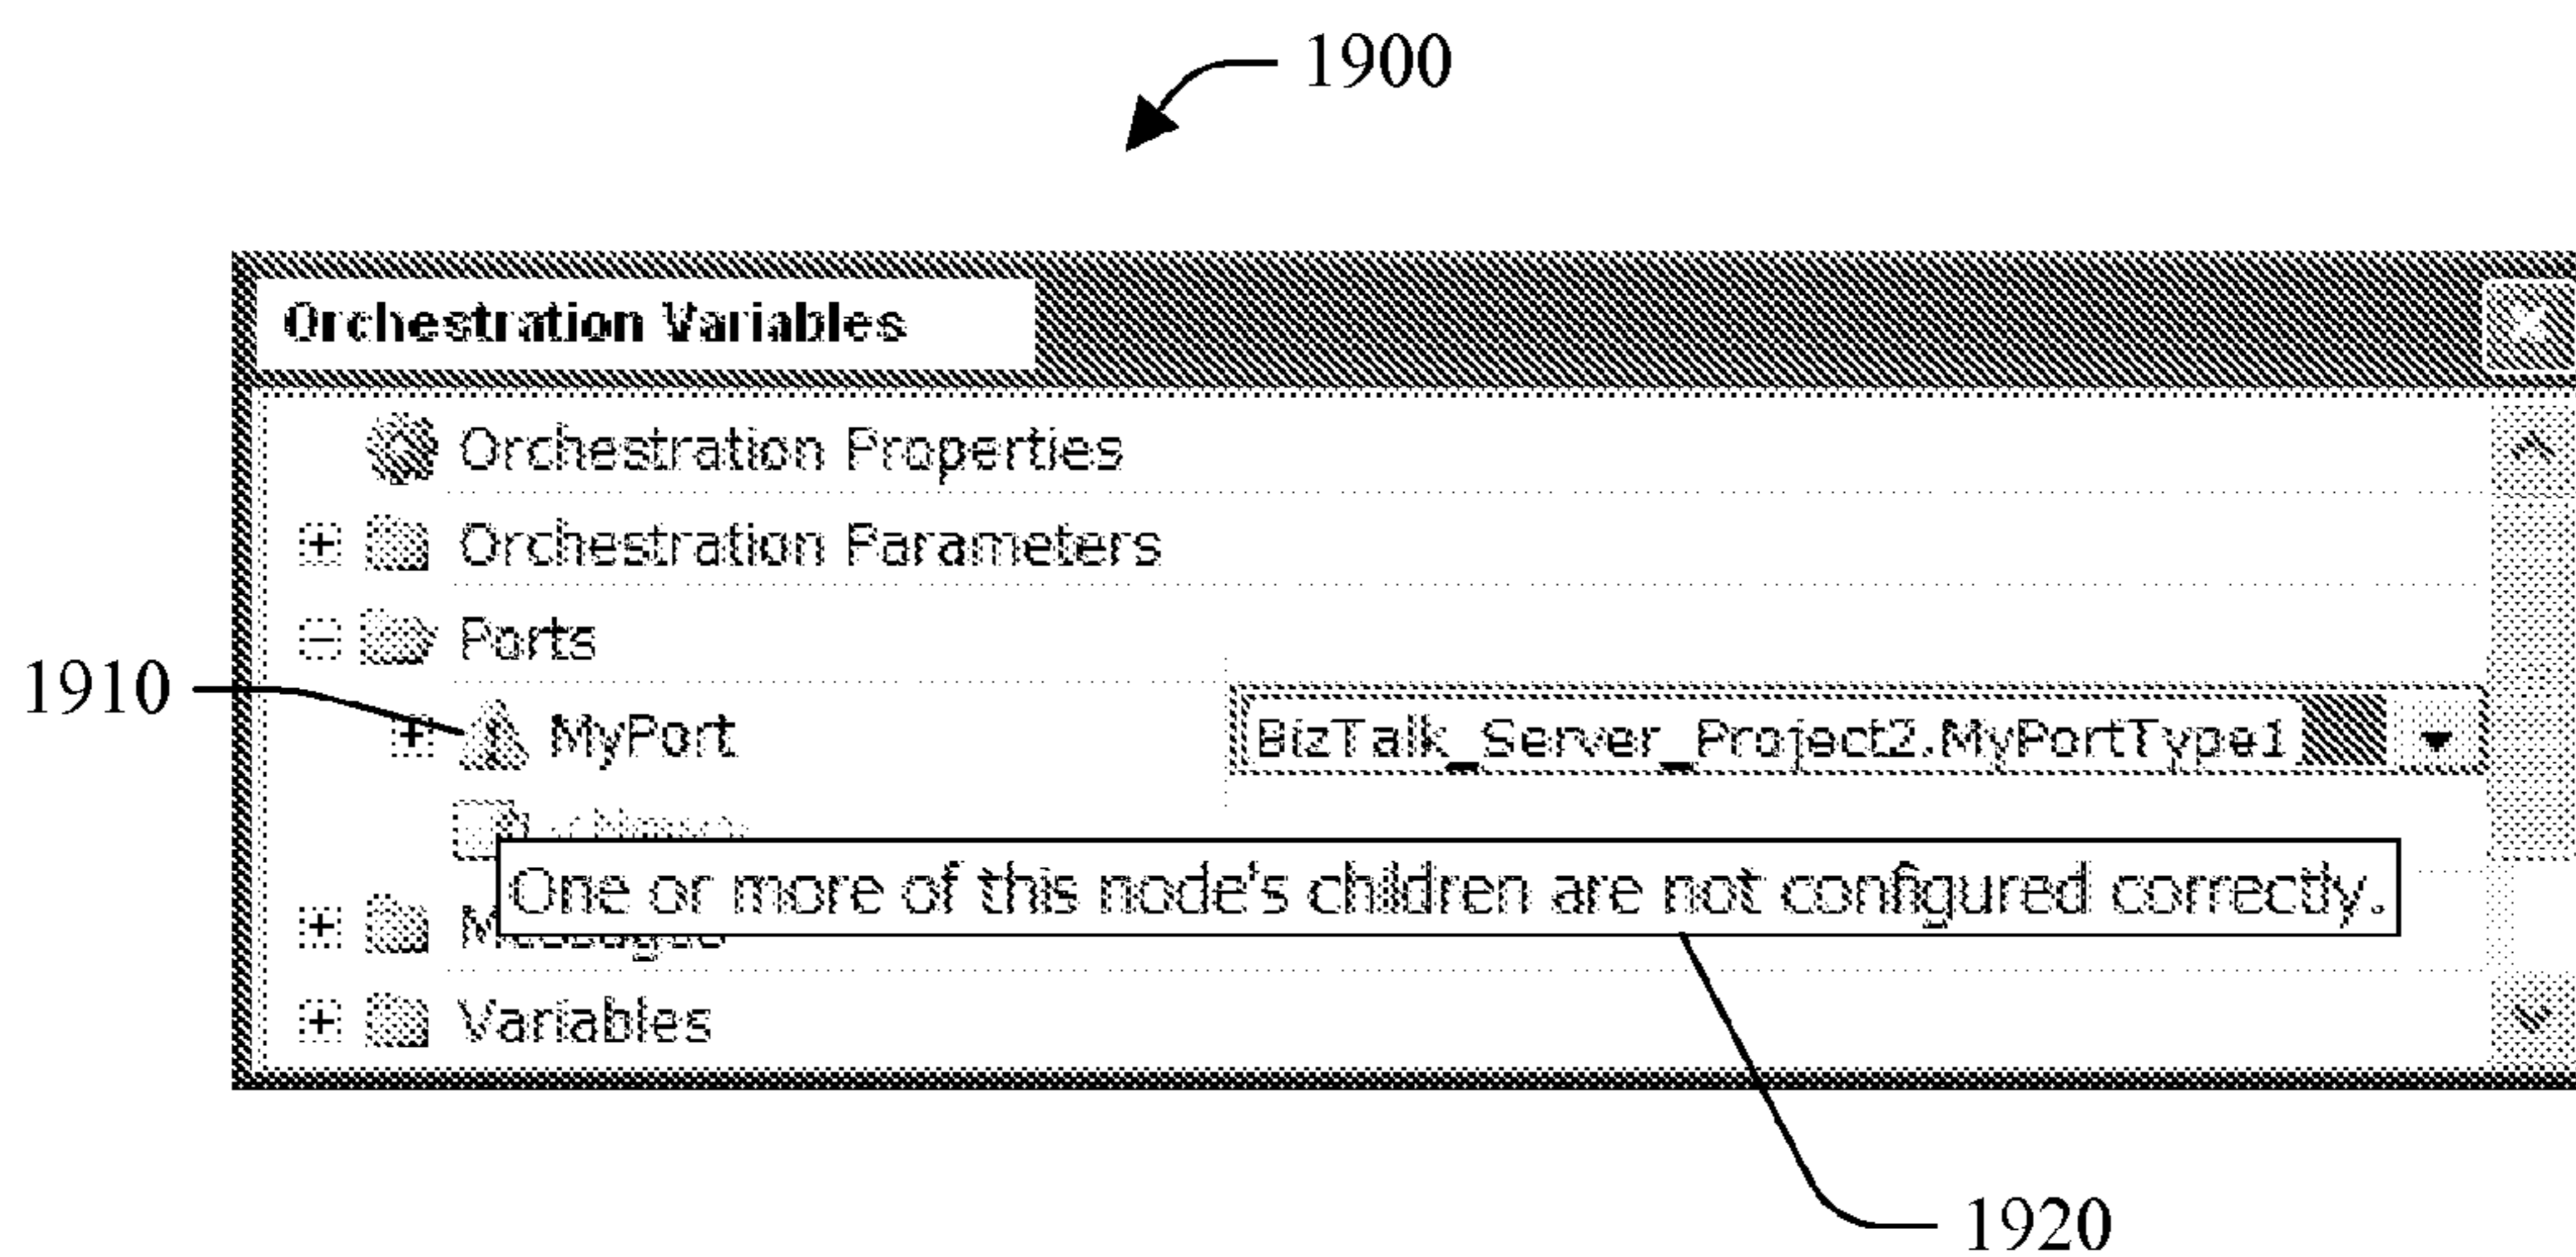 1900
Orchestration Variables
Orchestration Properties
Orchestration Parameters
Ports
1910
MyPort BizTalk_Server_Project2.MyPortType1
One or more of this node's children are not configured correctly.
Variables
1920